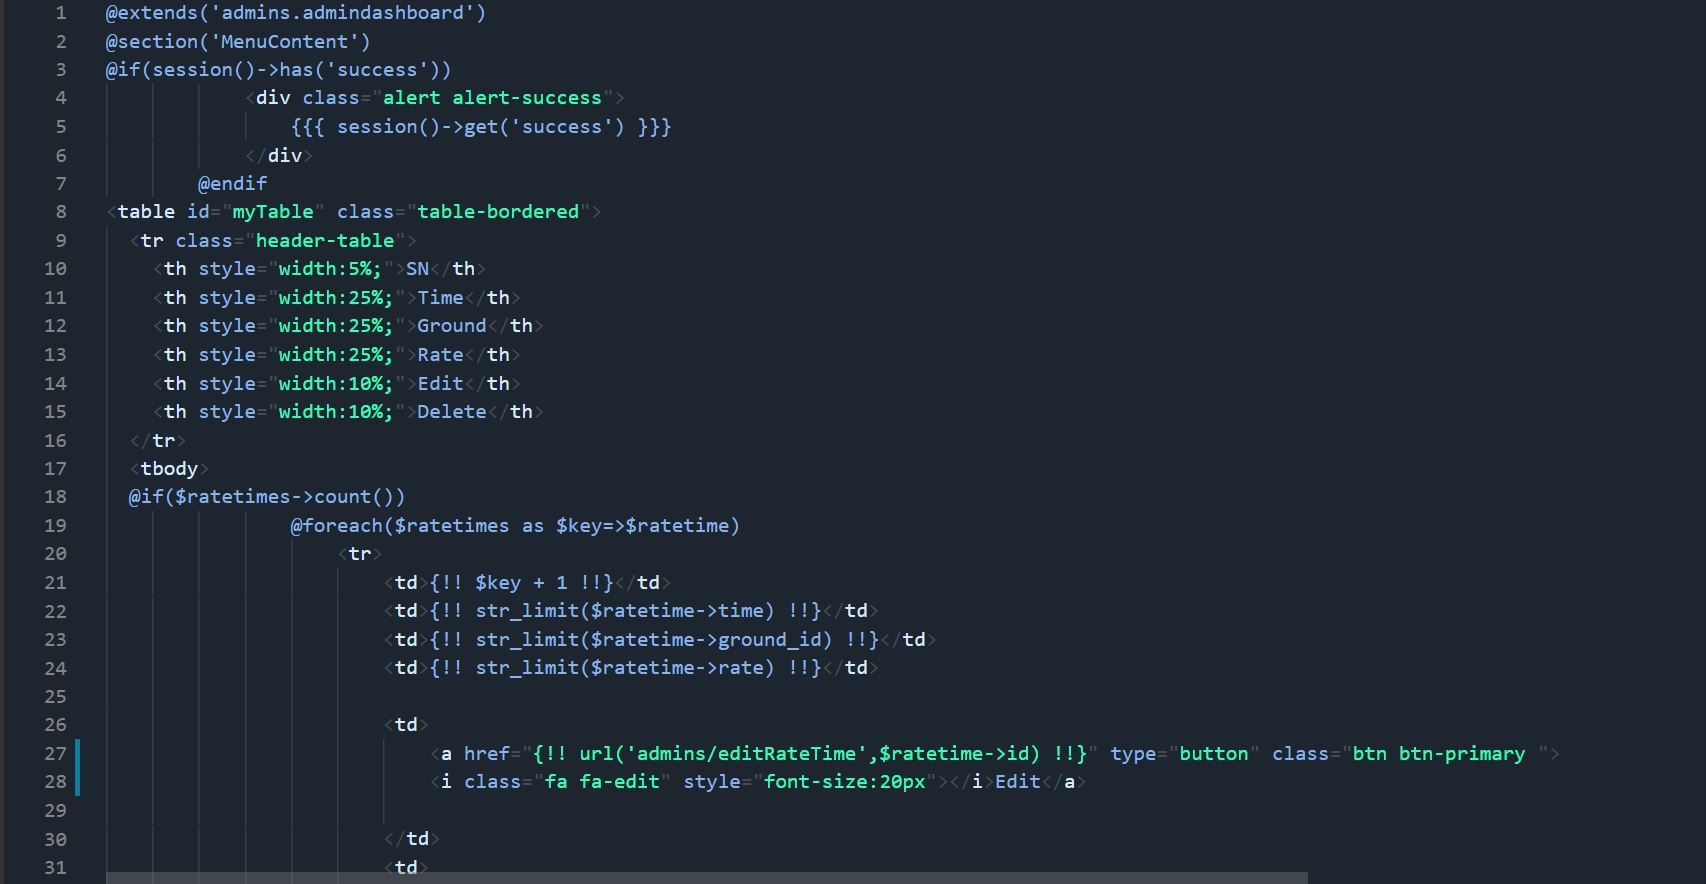 1 @extends('admins.admindashboard')
2 @section('MenuContent')
3 @if(session()->has('success'))
4 <div class="alert alert-success">
5 {{{ session()->get('success') }}}
6 </div>
7 @endif
8 <table id="myTable" class="table-bordered">
9 <tr class="header-table">
10 <th style="width:5%;">SN</th>
11 <th style="width:25%;">Time</th>
12 <th style="width:25%;">Ground</th>
13 <th style="width:25%;">Rate</th>
14 <th style="width:10%;">Edit</th>
15 <th style="width:10%;">Delete</th>
16 </tr>
17 <tbody>
18 @if($ratetimes->count())
19 @foreach($ratetimes as $key=>$ratetime)
20 <tr>
21 <td>{!! $key + 1 !!}</td>
22 <td>{!! str_limit($ratetime->time) !!}</td>
23 <td>{!! str_limit($ratetime->ground_id) !!}</td>
24 <td>{!! str_limit($ratetime->rate) !!}</td>
25
26 <td>
27 <a href="{!! url('admins/editRateTime',$ratetime->id) !!}" type="button" class="btn btn-primary ">
28 <i class="fa fa-edit" style="font-size:20px"></i>Edit</a>
29
30 </td>
31 <td>